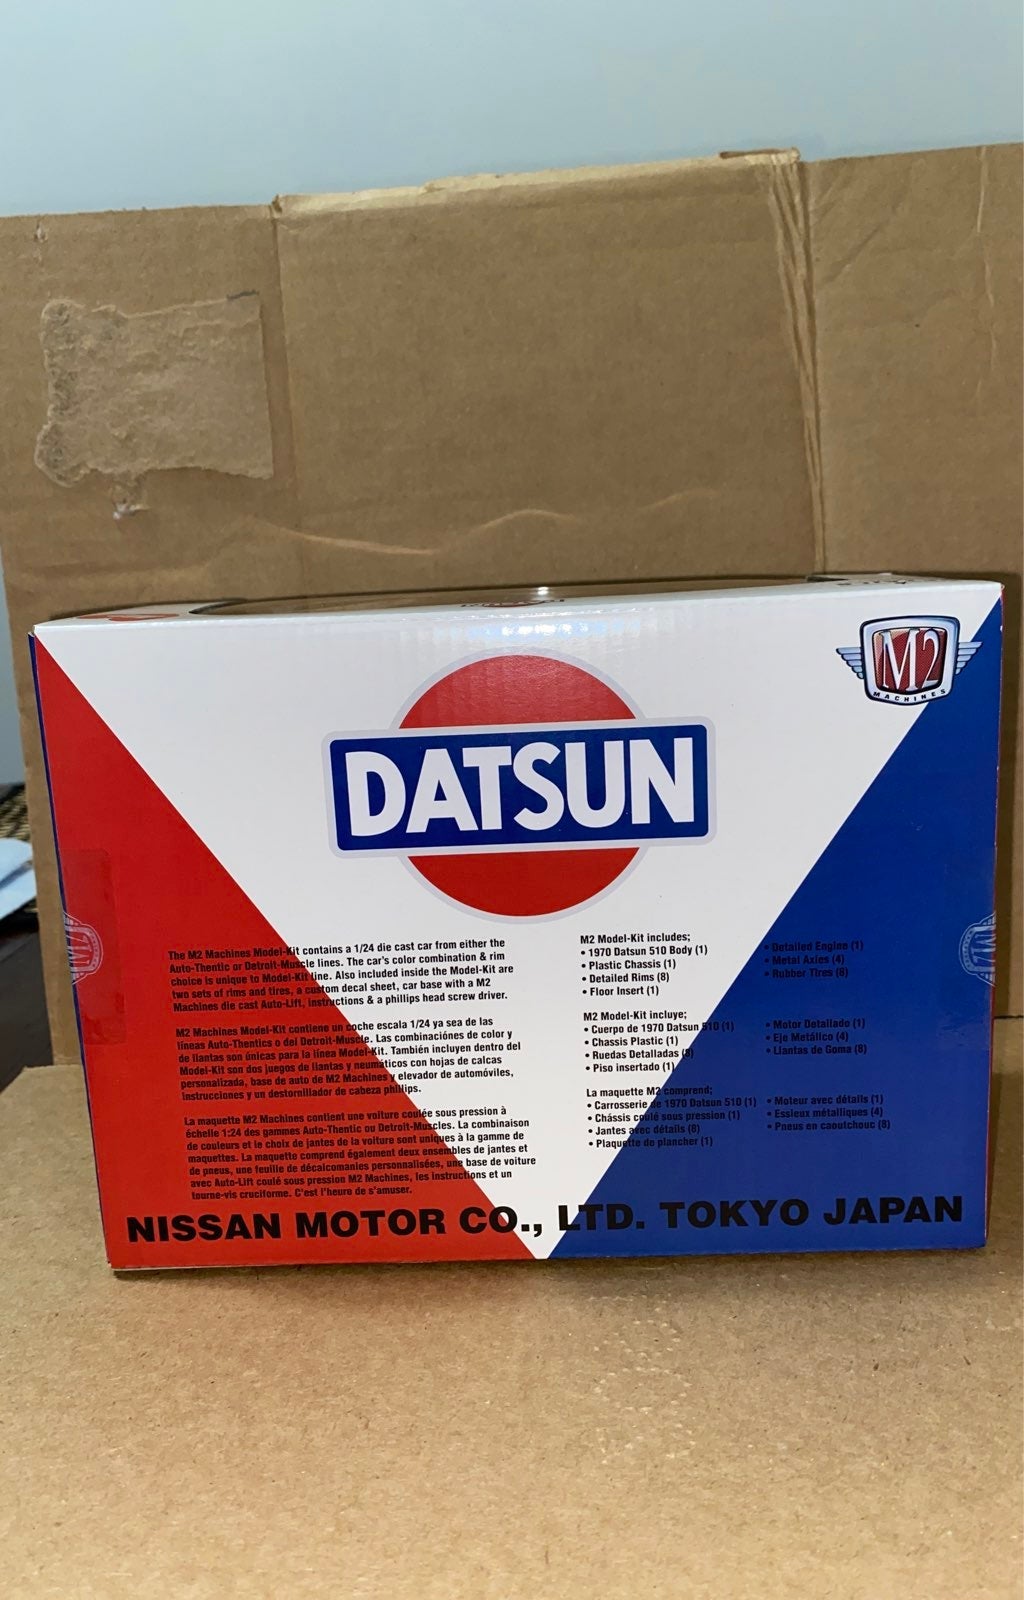 M2
MACHINES
DATSUN
The M2 Machines Model-Kit contains a 1/24 die cast car from either the
Auto-Thentic or Datroit-Muscle lines. The car's color combination & rim
choice is unique to Model-Kit line. Also included inside the Model-Kit are
two sets of rims and tires, a custom decal sheet, car base with a M2
Machines die cast Auto-Lift, instructions & a phillips head screw driver.
M2 Machines Model-Kit contiene un coche escala 1/24 ya sea de las
líneas Auto-Thentics o del Detroit-Muscle. Las combinaciónes de color y
de llantas son únicas para la línea Model-Kit. También incluyen dentro del
Model-Kit son dos juegos de llantas y neumáticos con hojas de calcas
personalizada, base de auto de M2 Machines y elevador de automóviles,
instrucciones y un destornillador de cabeza phillips.
La maquette M2 Machines contient une voiture coulée sous pression à
échelle 1:24 des gammes Auto-Thentic ou Detroit-Muscles. La combinaison
de couleurs et le choix de jantes de la voiture sont uniques à la gamme de
maquettes. La maquette comprend également deux ensembles de jantes et
de pneus, une feuille de décalcomanies personnalisées, une base de voiture
avec Auto-Lift coulé sous pression M2 Machines, les instructions et un
tourne-vis cruciforme. C'est l'heure de s'amuser.
M2 Model-Kit includes;
• 1970 Datsun 510 Body (1)
• Plastic Chassis (1)
• Detailed Rims (8)
• Floor Insert (1)
• Detailed Engine (1)
• Metal Axles (4)
• Rubber Tires (8)
M2 Model-Kit incluye;
• Cuerpo de 1970 Datsun 510 (1)
• Chassis Plastic (1)
• Ruedas Detalladas (8)
• Piso insertado (1)
• Motor Detallado (1)
• Eje Metálico (4)
• Llantas de Goma (8)
La maquette M2 comprend;
• Carrosserie de 1970 Datsun 510 (1)
• Châssis coulé sous pression (1)
• Jantes avec détails (8)
• Plaquette de plancher (1)
• Moteur avec détails (1)
• Essieux métalliques (4)
• Pneus en caoutchouc (8)
NISSAN MOTOR CO., LTD. TOKYO JAPAN